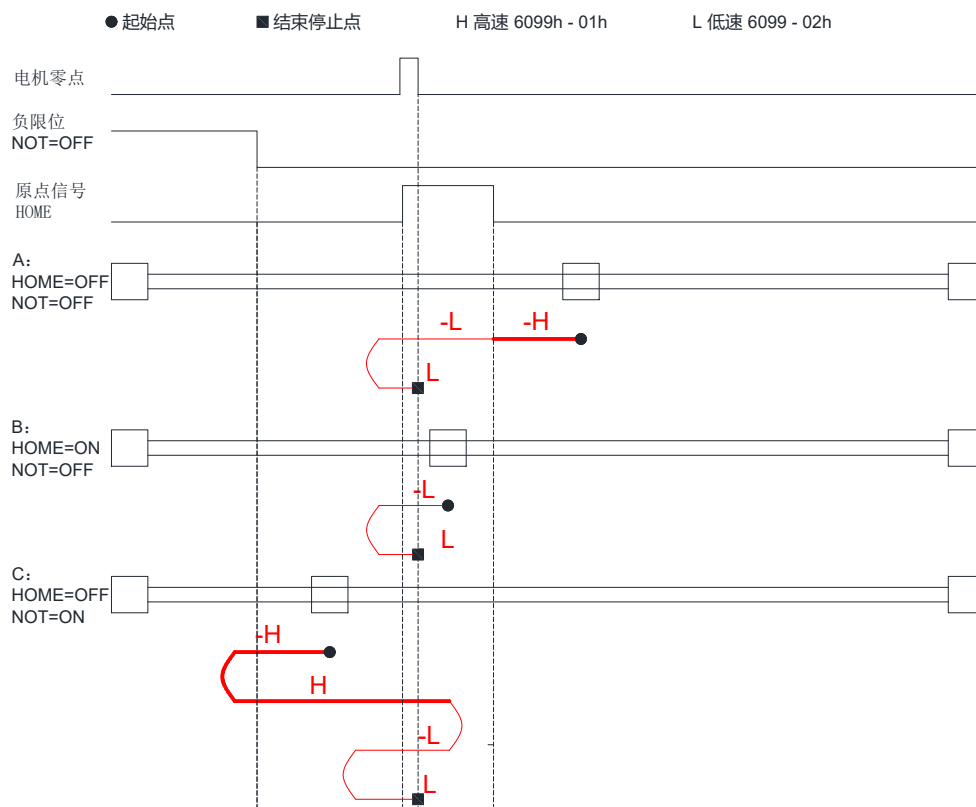 ● 起始点 ■ 结束停止点 H 高速 6099h - 01h L 低速 6099 - 02h
电机零点
负限位
NOT=OFF
原点信号
HOME
A:
HOME=OFF
NOT=OFF
-L -H
L
B:
HOME=ON
NOT=OFF
-L
L
C:
HOME=OFF
NOT=ON
-H
H
-L
L